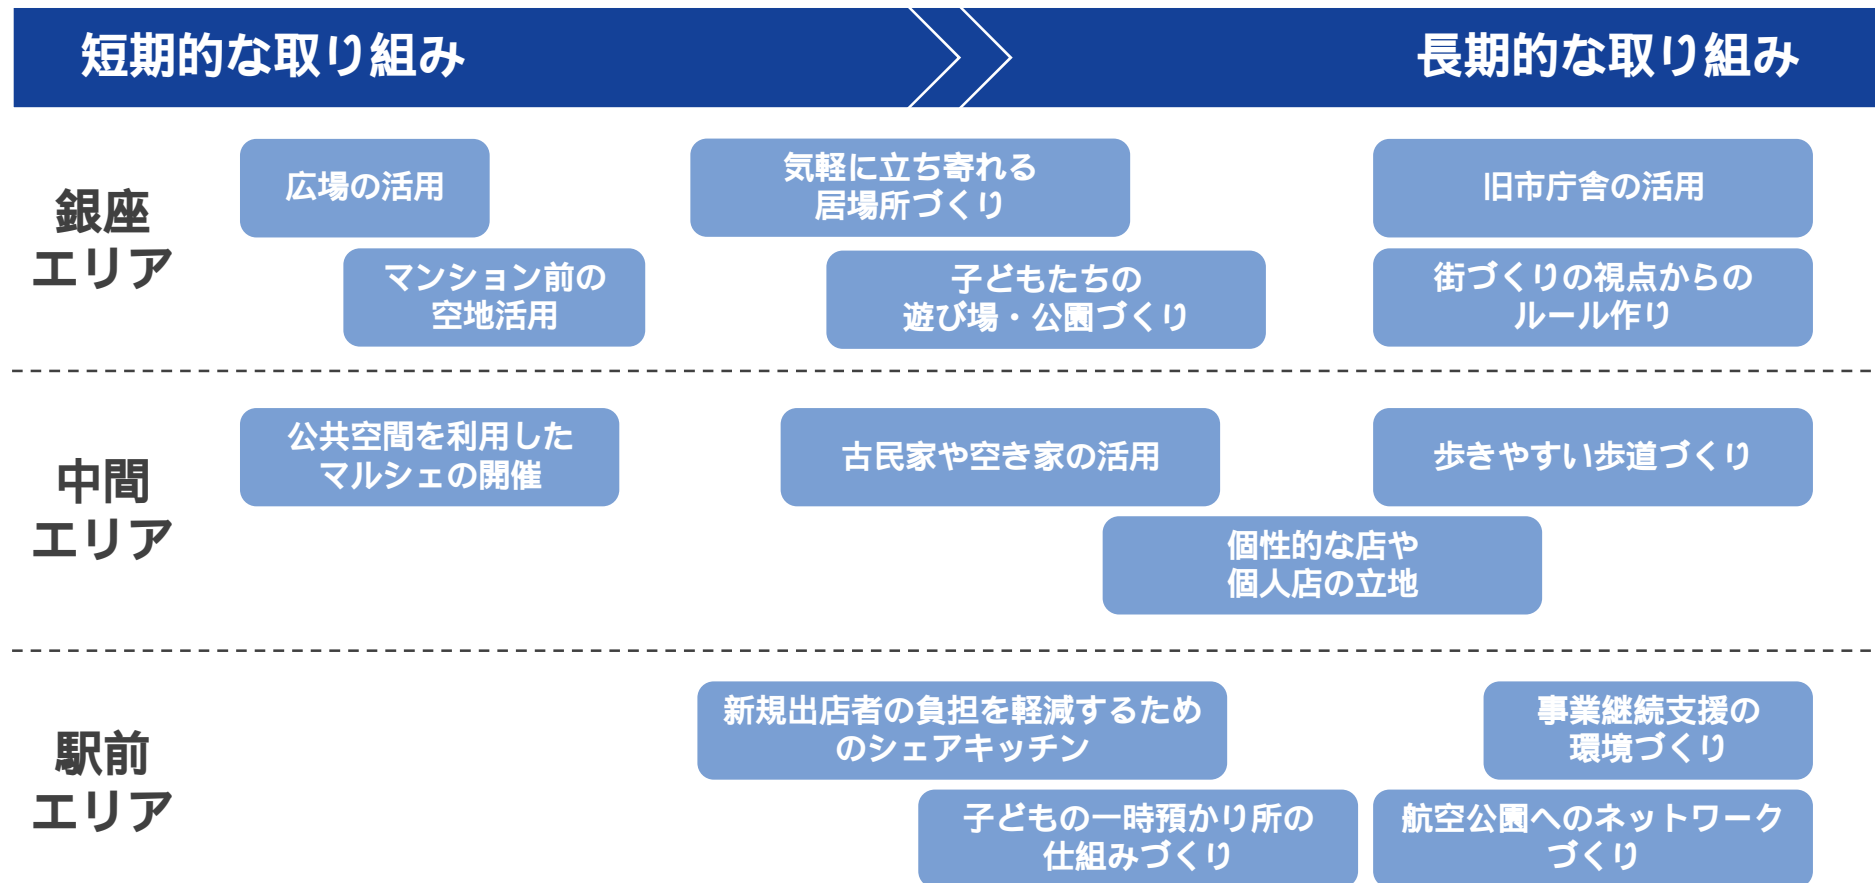 短期的な取り組み
長期的な取り組み
銀座
エリア
広場の活用
マンション前の
空地活用
気軽に立ち寄れる
居場所づくり
子どもたちの
遊び場・公園づくり
旧市庁舎の活用
街づくりの視点からの
ルール作り
中間
エリア
公共空間を利用した
マルシェの開催
古民家や空き家の活用
個性的な店や
個人店の立地
歩きやすい歩道づくり
駅前
エリア
新規出店者の負担を軽減するため
のシェアキッチン
子どもの一時預かり所の
仕組みづくり
事業継続支援の
環境づくり
航空公園へのネットワーク
づくり